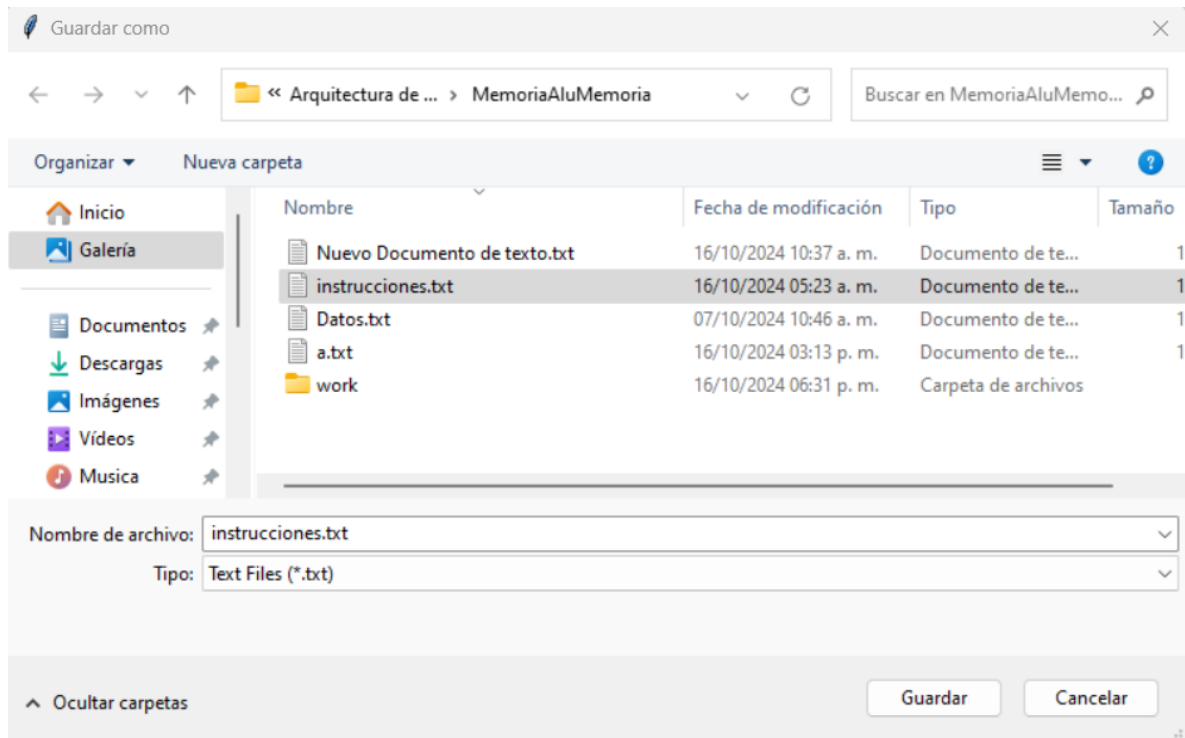 Guardar como
« Arquitectura de ... › MemoriaAluMemoria
Buscar en MemoriaAluMemo...
Organizar
Nueva carpeta
Inicio
Galería
Documentos
Descargas
Imágenes
Vídeos
Musica
Nombre Fecha de modificación Tipo Tamaño
Nuevo Documento de texto.txt 16/10/2024 10:37 a. m. Documento de te... 1
instrucciones.txt 16/10/2024 05:23 a. m. Documento de te... 1
Datos.txt 07/10/2024 10:46 a. m. Documento de te... 1
a.txt 16/10/2024 03:13 p. m. Documento de te... 1
work 16/10/2024 06:31 p. m. Carpeta de archivos
Nombre de archivo: instrucciones.txt
Tipo: Text Files (*.txt)
Ocultar carpetas
Guardar
Cancelar